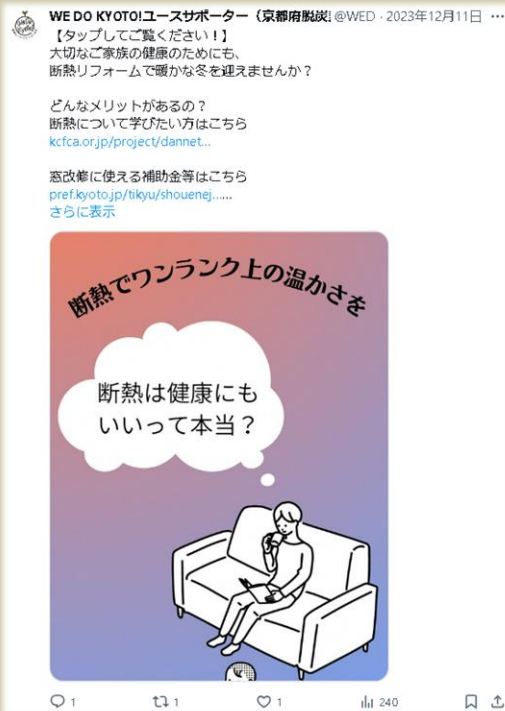 WE DO KYOTO!ユースサポーター（京都府脱炭 @WED · 2023年12月11日
【タップしてご覧ください！】
大切なご家族の健康のためにも、
断熱リフォームで暖かな冬を迎えませんか？
どんなメリットがあるの？
断熱について学びたい方はこちら
kcfca.or.jp/project/dannet...
窓改修に使える補助金等はこちら
pref.kyoto.jp/tikyu/shouenej......
さらに表示
断熱でワンランク上の温かさを
断熱は健康にも
いいって本当？
1 1 1 240